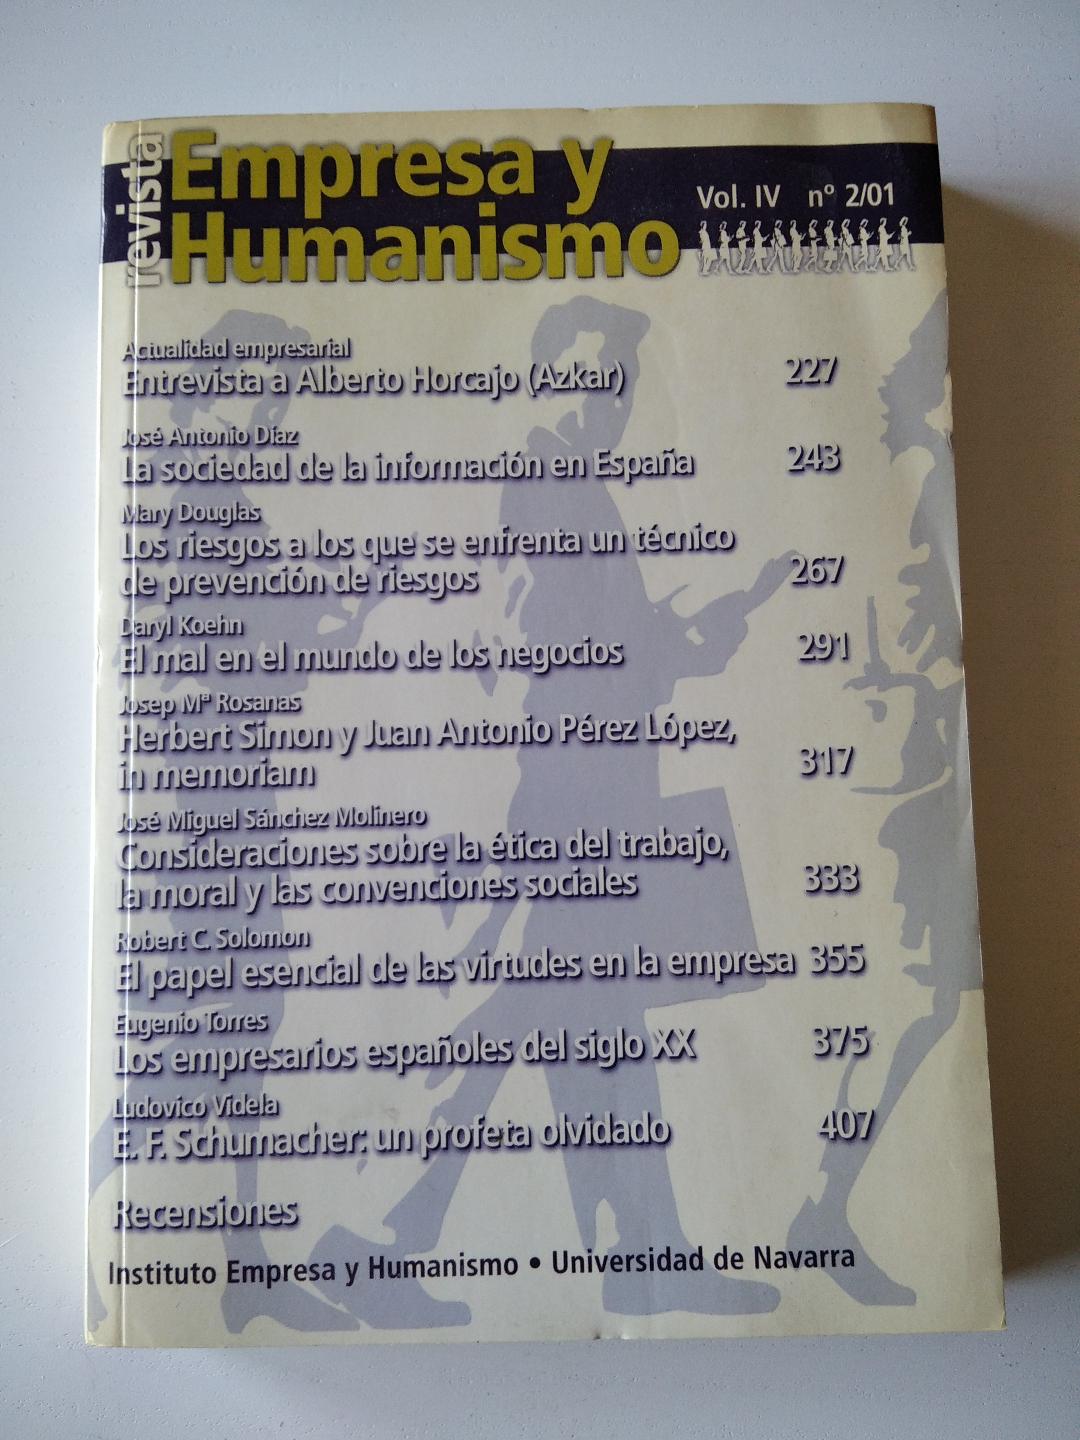 revista
Empresa y
Humanismo
Vol. IV nº 2/01
Actualidad empresarial
Entrevista a Alberto Horcajo (Azkar) 227
José Antonio Díaz
La sociedad de la información en España 243
Mary Douglas
Los riesgos a los que se enfrenta un técnico
de prevención de riesgos 267
Daryl Koehn
El mal en el mundo de los negocios 291
Josep Mª Rosanas
Herbert Simon y Juan Antonio Pérez López,
in memoriam 317
José Miguel Sánchez Molinero
Consideraciones sobre la ética del trabajo,
la moral y las convenciones sociales 333
Robert C. Solomon
El papel esencial de las virtudes en la empresa 355
Eugenio Torres
Los empresarios españoles del siglo XX 375
Ludovico Videla
E. F. Schumacher: un profeta olvidado 407
Recensiones
Instituto Empresa y Humanismo • Universidad de Navarra